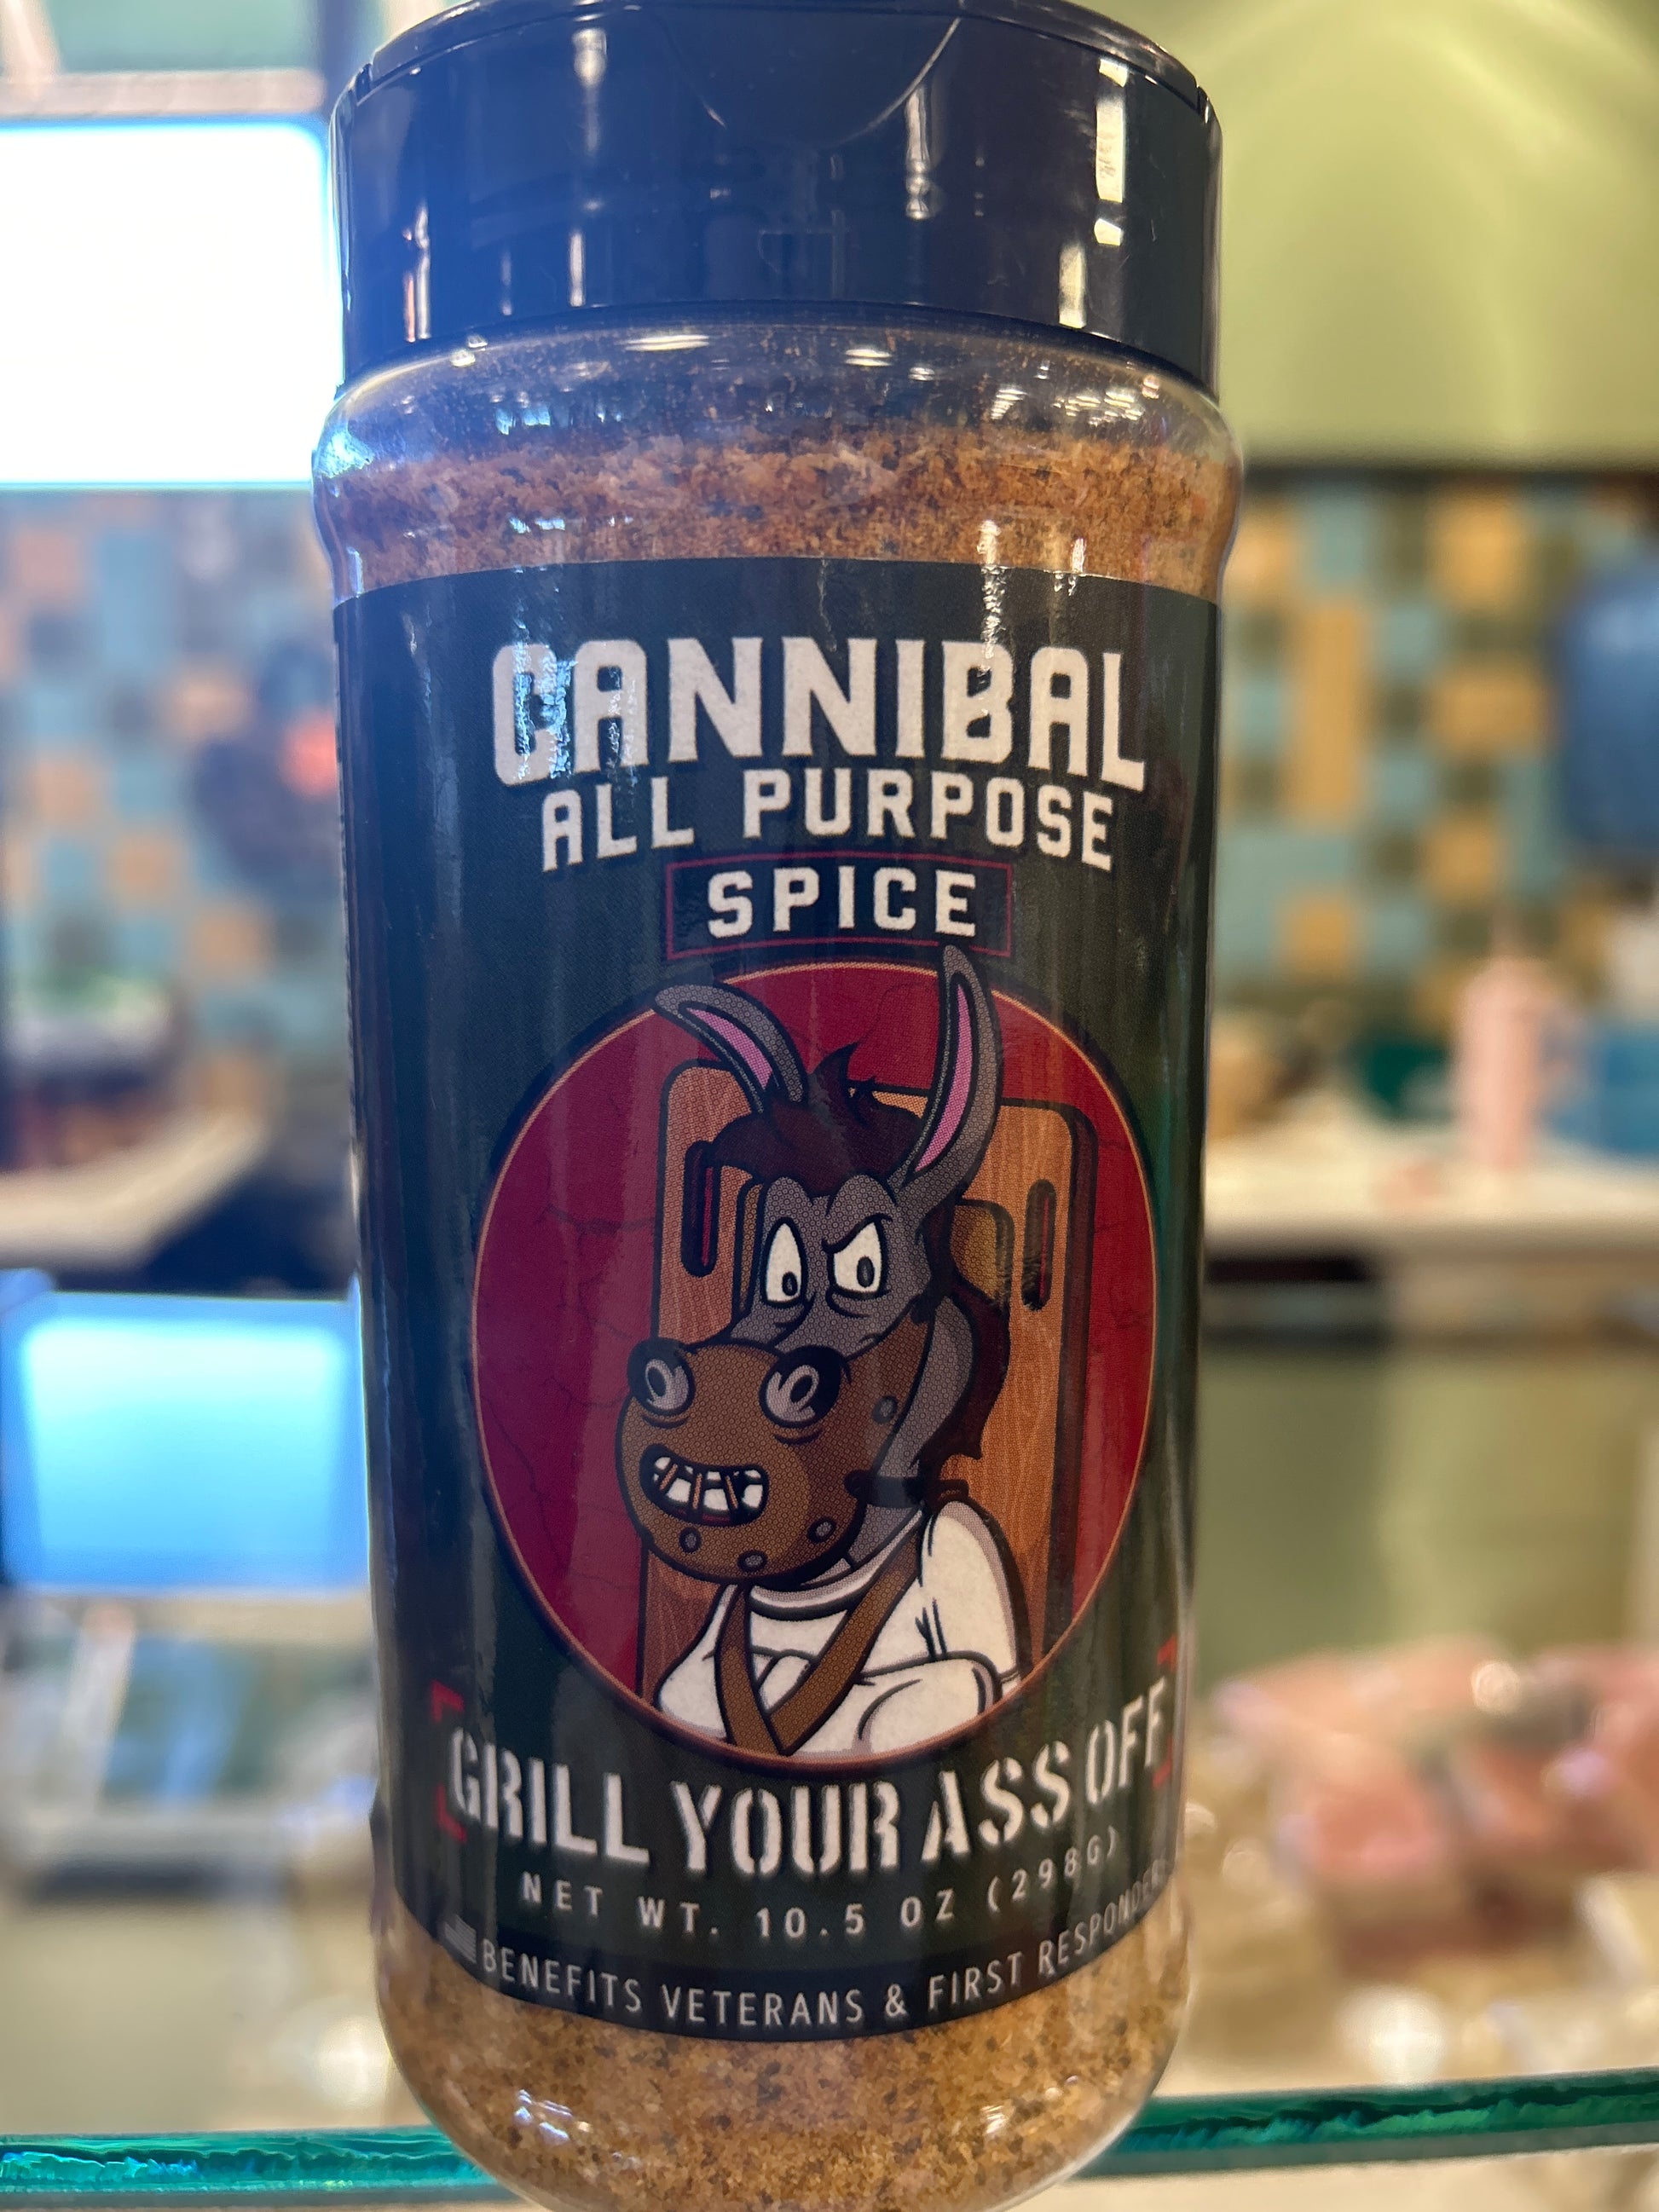 CANNIBAL
ALL PURPOSE
SPICE
GRILL YOUR ASS OFF
NET WT. 10.5 OZ (298G)
BENEFITS VETERANS & FIRST RESPONDERS